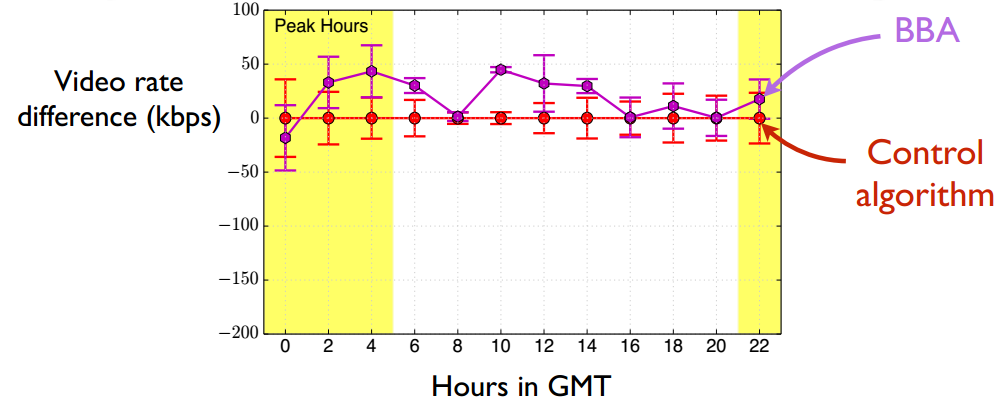 100
Peak Hours
BBA
50
Video rate
difference (kbps)
0
Control
algorithm
−50
−100
−150
−200
0 2 4 6 8 10 12 14 16 18 20 22
Hours in GMT